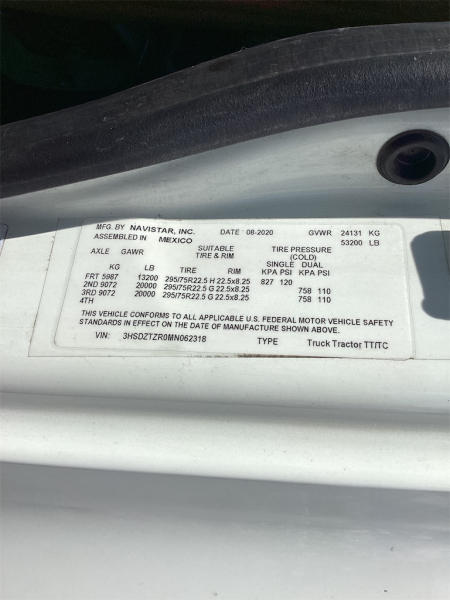 MFG. BY NAVISTAR, INC. DATE 08-2020 GVWR 24131 KG
ASSEMBLED IN MEXICO 53200 LB
AXLE GAWR SUITABLE TIRE & RIM TIRE PRESSURE (COLD)
SINGLE DUAL
KG LB TIRE RIM KPA PSI KPA PSI
FRT 5987 13200 295/75R22.5 H 22.5x8.25 827 120
2ND 9072 20000 295/75R22.5 G 22.5x8.25 758 110
3RD 9072 20000 295/75R22.5 G 22.5x8.25 758 110
4TH
THIS VEHICLE CONFORMS TO ALL APPLICABLE U.S. FEDERAL MOTOR VEHICLE SAFETY
STANDARDS IN EFFECT ON THE DATE OF MANUFACTURE SHOWN ABOVE.
VIN: 3HSDZTZR0MN062318 TYPE Truck Tractor TT/TC